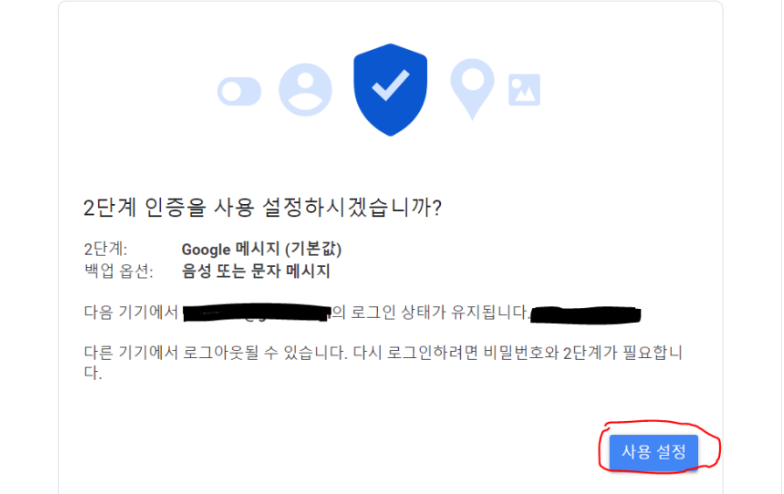 2단계 인증을 사용 설정하시겠습니까?
2단계: Google 메시지 (기본값)
백업 옵션: 음성 또는 문자 메시지
다음 기기에서 의 로그인 상태가 유지됩니다.
다른 기기에서 로그아웃될 수 있습니다. 다시 로그인하려면 비밀번호와 2단계가 필요합니
다.
사용 설정